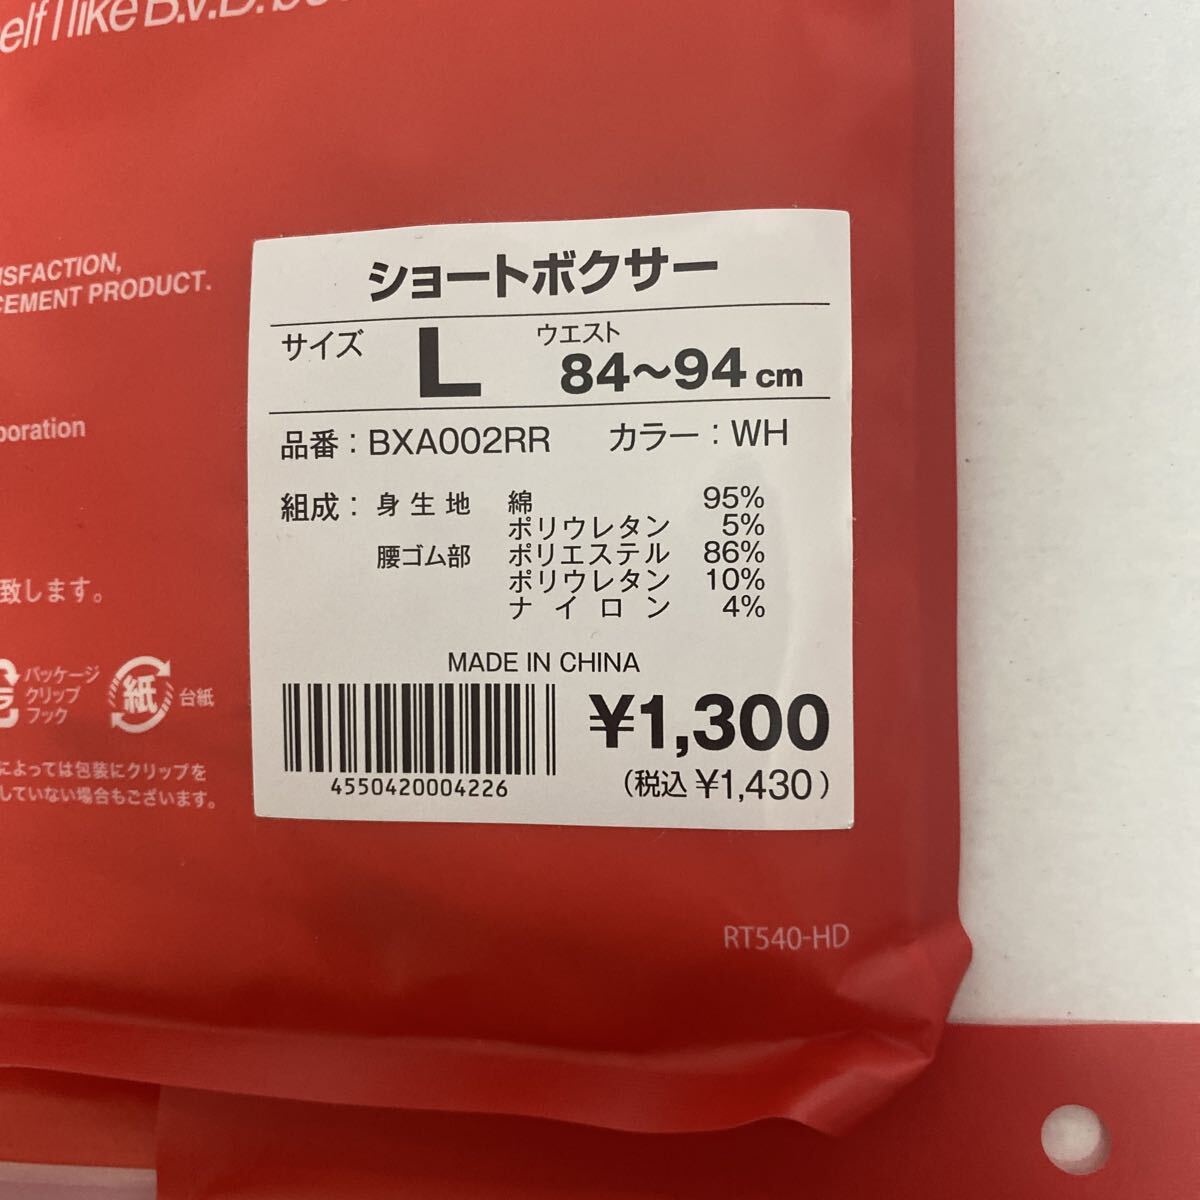 I like B.V.D.
CEMENT PRODUCT.
ショートボクサー
サイズ L ウエスト 84〜94cm
品番：BXA002RR カラー：WH
組成：身生地 綿 95%
ポリウレタン 5%
腰ゴム部 ポリエステル 86%
ポリウレタン 10%
ナイロン 4%
MADE IN CHINA
¥1,300
(税込 ¥1,430)
4550420004226
致します。
パッケージ
クリップ
フック
紙 台紙
によっては包装にクリップを
していない場合もございます。
RT540-HD